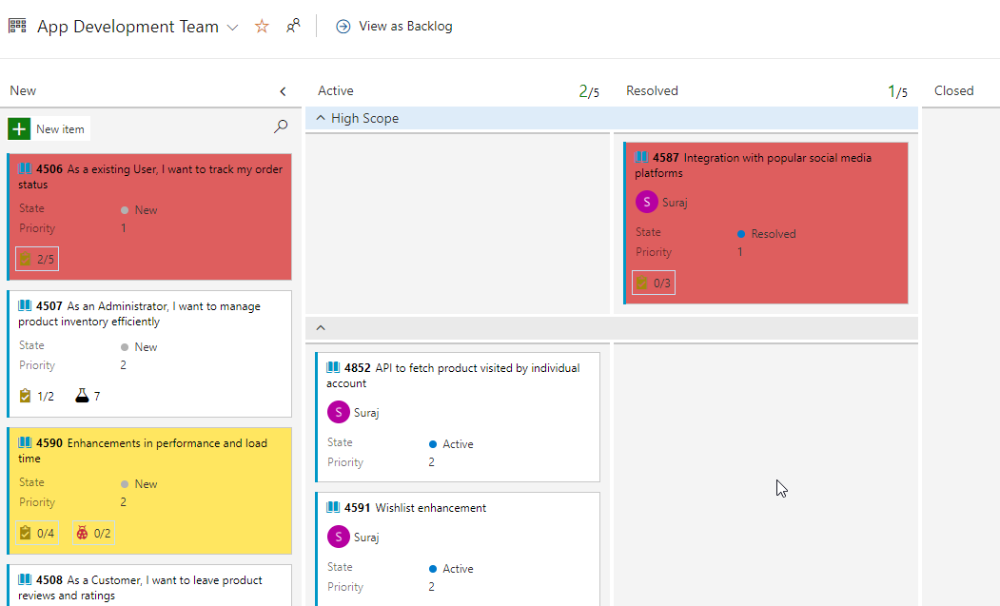 App Development Team
View as Backlog
New
Active
2/5
Resolved
1/5
Closed
New item
High Scope
4506 As a existing User, I want to track my order
status
State
New
Priority
1
2/5
4507 As an Administrator, I want to manage
product inventory efficiently
State
New
Priority
2
1/2
7
4590 Enhancements in performance and load
time
State
New
Priority
2
0/4
0/2
4508 As a Customer, I want to leave product
reviews and ratings
4587 Integration with popular social media
platforms
S
Suraj
State
Resolved
Priority
1
0/3
4852 API to fetch product visited by individual
account
S
Suraj
State
Active
Priority
2
4591 Wishlist enhancement
S
Suraj
State
Active
Priority
2